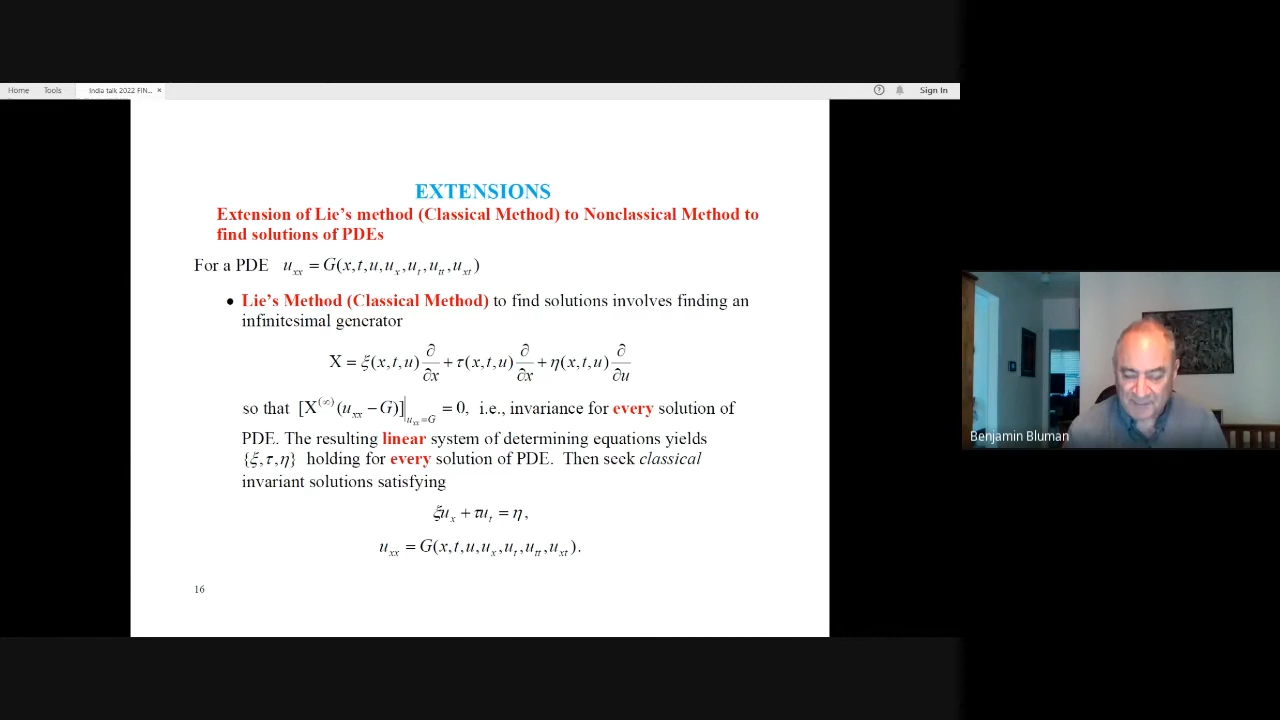 Home Tools India talk 2022 FIN... × Sign In
EXTENSIONS
Extension of Lie's method (Classical Method) to Nonclassical Method to
find solutions of PDEs
For a PDE u_xx = G(x,t,u,u_x,u_t,u_tt,u_xt)
• Lie's Method (Classical Method) to find solutions involves finding an
infinitesimal generator
X = ξ(x,t,u) ∂/∂x + τ(x,t,u) ∂/∂x + η(x,t,u) ∂/∂u
so that [X^(∞)(u_xx − G)]|_{u_xx=G} = 0, i.e., invariance for every solution of
PDE. The resulting linear system of determining equations yields
{ξ,τ,η} holding for every solution of PDE. Then seek classical
invariant solutions satisfying
ξu_x + τu_t = η,
u_xx = G(x,t,u,u_x,u_t,u_tt,u_xt).
16
Benjamin Bluman